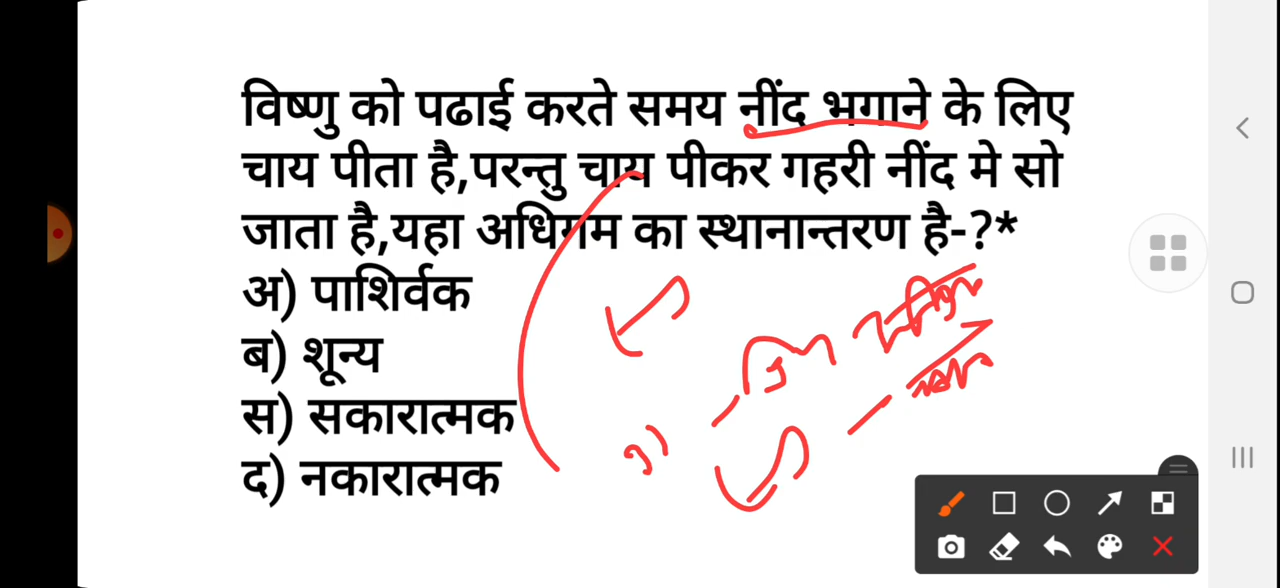 विष्णु को पढाई करते समय नींद भगाने के लिए
चाय पीता है,परन्तु चाय पीकर गहरी नींद मे सो
जाता है,यहा अधिगम का स्थानान्तरण है-?*
अ) पाशिर्वक
ब) शून्य
स) सकारात्मक
द) नकारात्मक